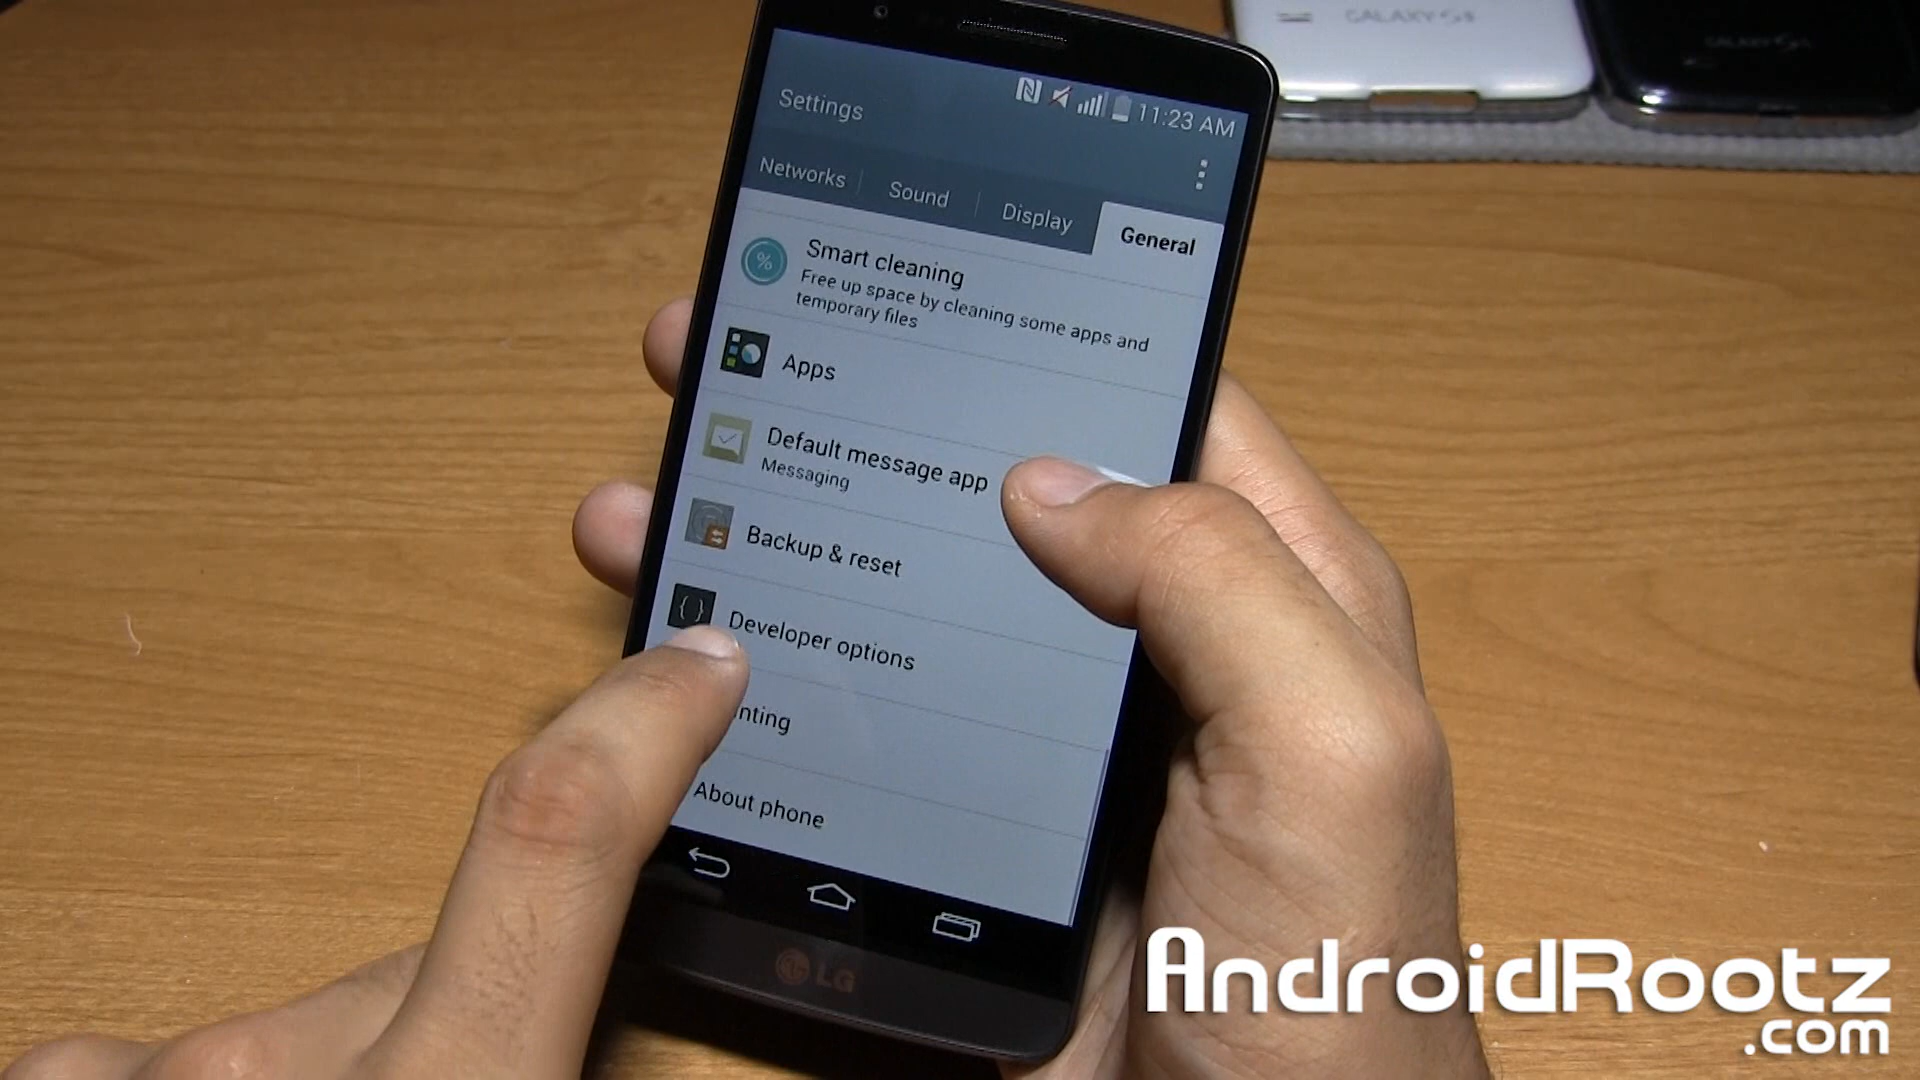 GALAXY S
Settings
11:23 AM
Networks
Sound
Display
General
%
Smart cleaning
Free up space by cleaning some apps and
temporary files
Apps
Default message app
Messaging
Backup & reset
{ }
Developer options
nting
About phone
LG
AndroidRootz
.com